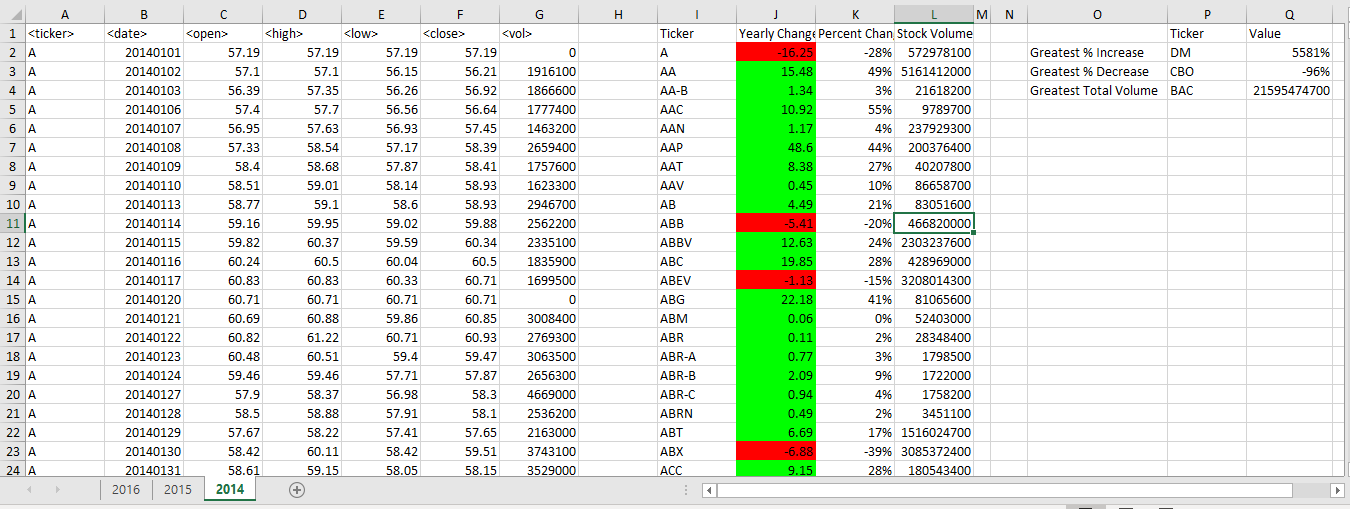 A B C D E F G H I J K L M N O P Q
1 <ticker> <date> <open> <high> <low> <close> <vol> Ticker Yearly Change Percent Chan Stock Volume Ticker Value
2 A 20140101 57.19 57.19 57.19 57.19 0 A -16.25 -28% 572978100 Greatest % Increase DM 5581%
3 A 20140102 57.1 57.1 56.15 56.21 1916100 AA 15.48 49% 5161412000 Greatest % Decrease CBO -96%
4 A 20140103 56.39 57.35 56.26 56.92 1866600 AA-B 1.34 3% 21618200 Greatest Total Volume BAC 21595474700
5 A 20140106 57.4 57.7 56.56 56.64 1777400 AAC 10.92 55% 9789700
6 A 20140107 56.95 57.63 56.93 57.45 1463200 AAN 1.17 4% 237929300
7 A 20140108 57.33 58.54 57.17 58.39 2659400 AAP 48.6 44% 200376400
8 A 20140109 58.4 58.68 57.87 58.41 1757600 AAT 8.38 27% 40207800
9 A 20140110 58.51 59.01 58.14 58.93 1623300 AAV 0.45 10% 86658700
10 A 20140113 58.77 59.1 58.6 58.93 2946700 AB 4.49 21% 83051600
11 A 20140114 59.16 59.95 59.02 59.88 2562200 ABB -5.41 -20% 466820000
12 A 20140115 59.82 60.37 59.59 60.34 2335100 ABBV 12.63 24% 2303237600
13 A 20140116 60.24 60.5 60.04 60.5 1835900 ABC 19.85 28% 428969000
14 A 20140117 60.83 60.83 60.33 60.71 1699500 ABEV -1.13 -15% 3208014300
15 A 20140120 60.71 60.71 60.71 60.71 0 ABG 22.18 41% 81065600
16 A 20140121 60.69 60.88 59.86 60.85 3008400 ABM 0.06 0% 52403000
17 A 20140122 60.82 61.22 60.71 60.93 2769300 ABR 0.11 2% 28348400
18 A 20140123 60.48 60.51 59.4 59.47 3063500 ABR-A 0.77 3% 1798500
19 A 20140124 59.46 59.46 57.71 57.87 2656300 ABR-B 2.09 9% 1722000
20 A 20140127 57.9 58.37 56.98 58.3 4669000 ABR-C 0.94 4% 1758200
21 A 20140128 58.5 58.88 57.91 58.1 2536200 ABRN 0.49 2% 3451100
22 A 20140129 57.67 58.22 57.41 57.65 2163000 ABT 6.69 17% 1516024700
23 A 20140130 58.42 60.11 58.42 59.51 3743100 ABX -6.88 -39% 3085372400
24 A 20140131 58.61 59.15 58.05 58.15 3529000 ACC 9.15 28% 180543400
2016 2015 2014